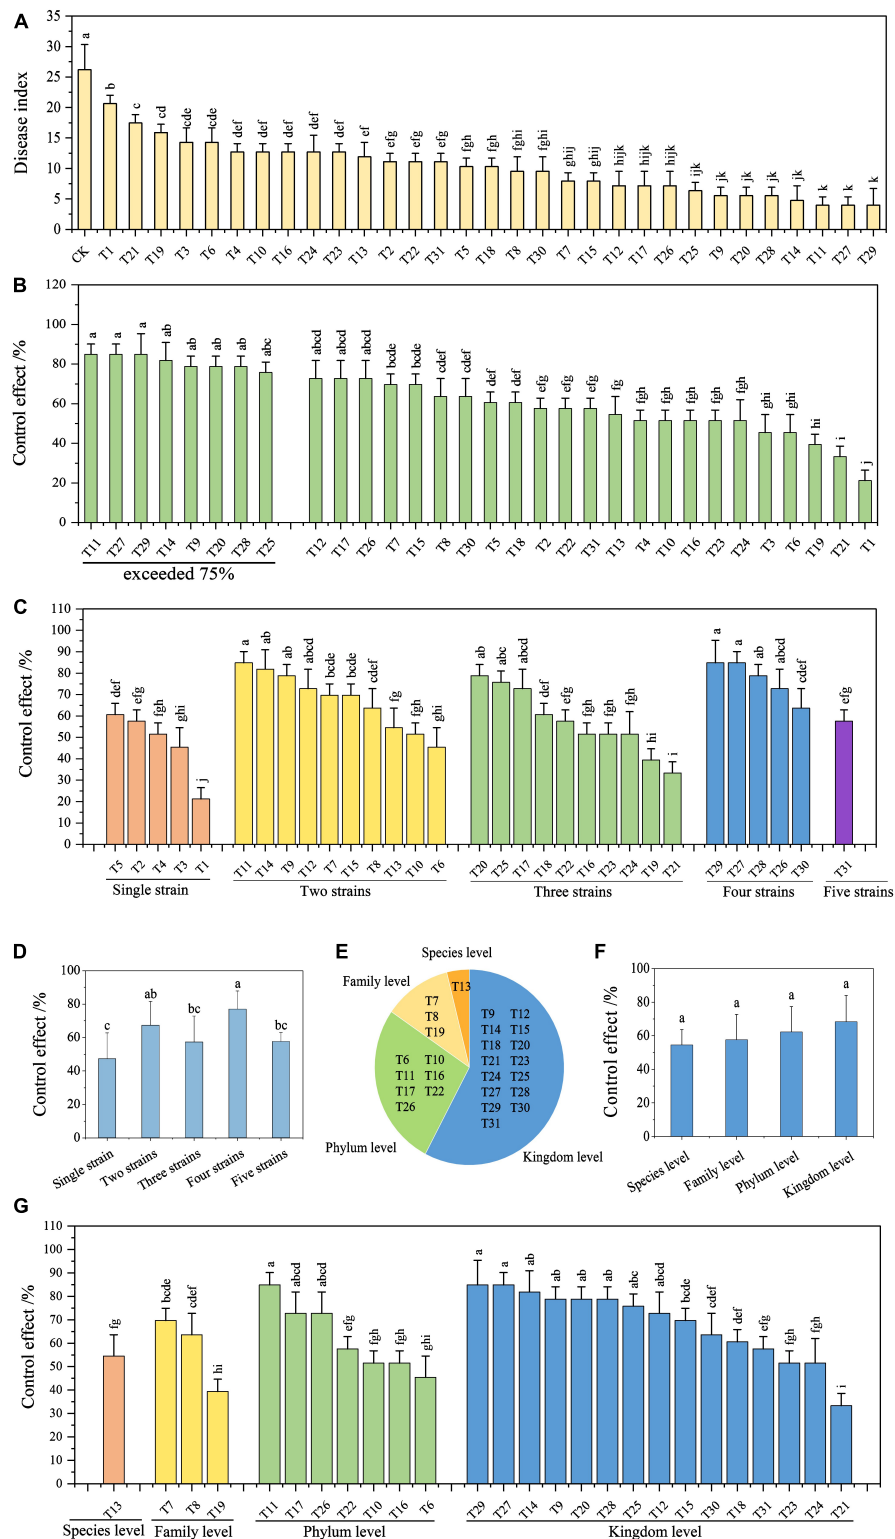 A
Disease index
35
30
25
20
15
10
5
0
a b c cd cde cde def def def def def ef efg efg efg fgh fgh fghi fghi ghij ghij hijk hijk hijk ijk jk jk jk jk k k k
CK T1 T21 T19 T3 T6 T4 T10 T16 T24 T23 T13 T2 T22 T31 T5 T18 T8 T30 T7 T15 T12 T17 T26 T25 T9 T20 T28 T14 T11 T27 T29
B
Control effect /%
120
100
80
60
40
20
0
a a a ab ab ab ab abc abcd abcd abcd bcde bcde cdef cdef def def efg efg efg fg fgh fgh fgh fgh fgh ghi ghi hi i j
T11 T27 T29 T14 T9 T20 T28 T25 T12 T17 T26 T7 T15 T8 T30 T5 T18 T2 T22 T31 T13 T4 T10 T16 T23 T24 T3 T6 T19 T21 T1
exceeded 75%
C
Control effect /%
110
100
90
80
70
60
50
40
30
20
10
0
def efg fgh ghi j a ab ab abcd bcde bcde cdef fg fgh ghi ab abc abcd def efg fgh fgh fgh hi i a a ab abcd cdef efg
T5 T2 T4 T3 T1 T11 T14 T9 T12 T7 T15 T8 T13 T10 T6 T20 T25 T17 T18 T22 T16 T23 T24 T19 T21 T29 T27 T28 T26 T30 T31
Single strain Two strains Three strains Four strains Five strains
D
Control effect /%
100
80
60
40
20
0
c ab bc a bc
Single strain Two strains Three strains Four strains Five strains
E
Species level
Family level
Phylum level
Kingdom level
T13
T7
T8
T19
T6 T10
T11 T16
T17 T22
T26
T9 T12
T14 T15
T18 T20
T21 T23
T24 T25
T27 T28
T29 T30
T31
F
Control effect /%
100
80
60
40
20
0
a a a a
Species level Family level Phylum level Kingdom level
G
Control effect /%
110
100
90
80
70
60
50
40
30
20
10
0
fg bcde cdef hi a abcd abcd efg fgh fgh ghi a a ab ab ab ab abc abcd bcde cdef def efg fgh fgh i
T13 T7 T8 T19 T11 T17 T26 T22 T10 T16 T6 T29 T27 T14 T9 T20 T28 T25 T12 T15 T30 T18 T31 T23 T24 T21
Species level Family level Phylum level Kingdom level